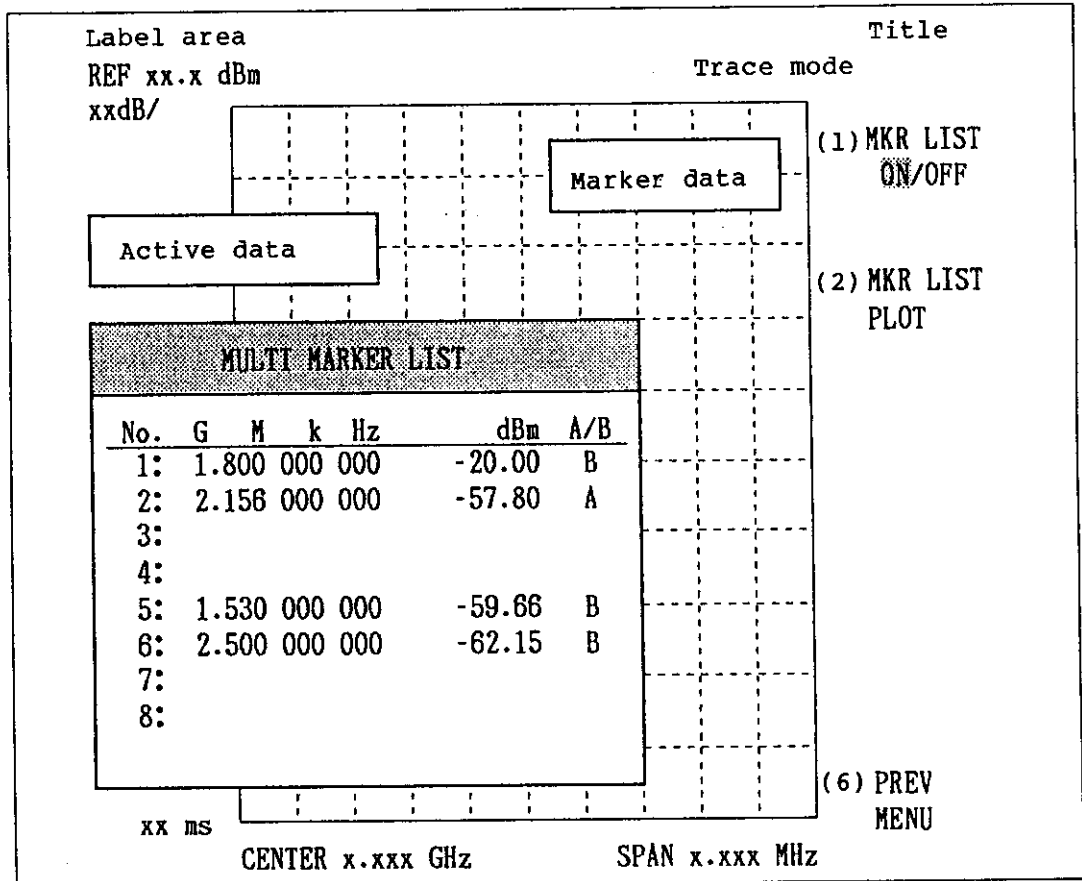 Label area
Title
REF xx.x dBm
Trace mode
xxdB/
(1) MKR LIST
ON/OFF
Marker data
Active data
(2) MKR LIST
PLOT
MULTI MARKER LIST
No. G M k Hz dBm A/B
1: 1.800 000 000 -20.00 B
2: 2.156 000 000 -57.80 A
3:
4:
5: 1.530 000 000 -59.66 B
6: 2.500 000 000 -62.15 B
7:
8:
(6) PREV
MENU
xx ms
CENTER x.xxx GHz SPAN x.xxx MHz